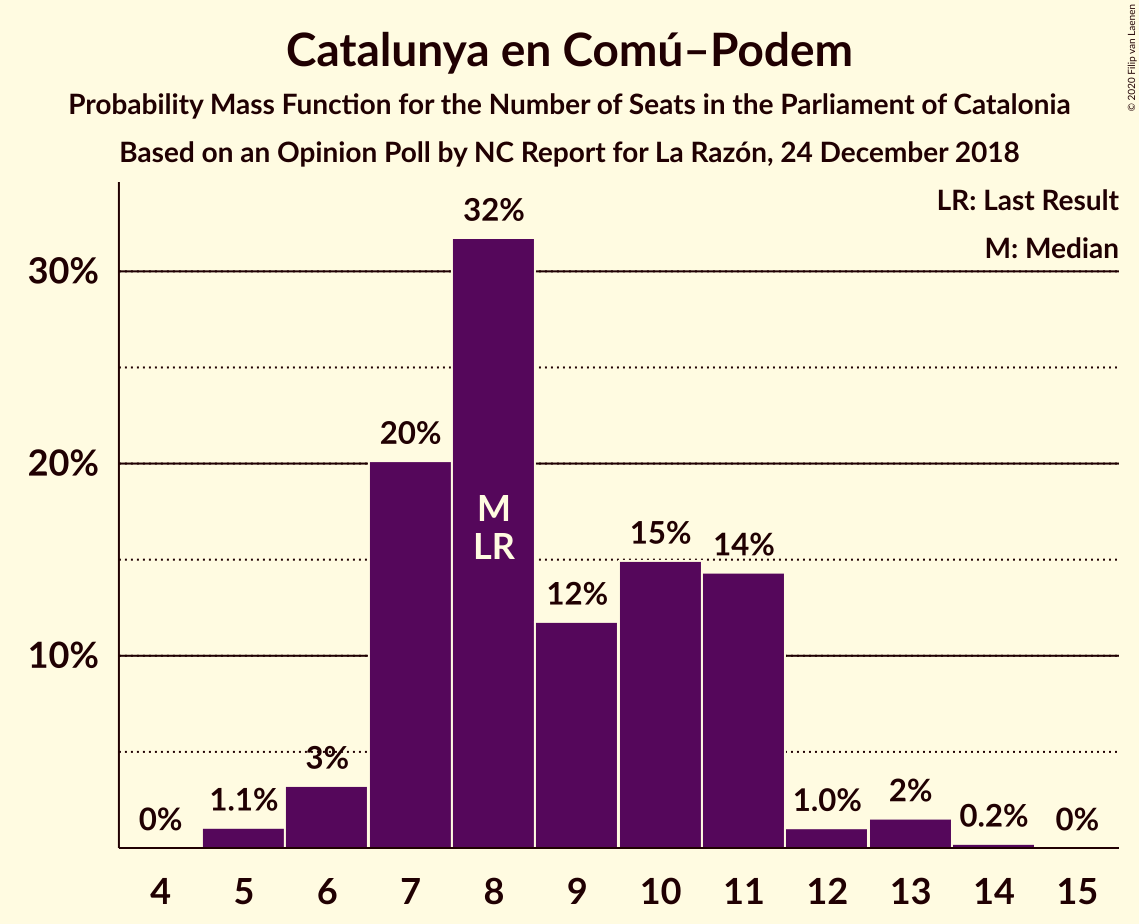 Catalunya en Comú–Podem
Probability Mass Function for the Number of Seats in the Parliament of Catalonia
Based on an Opinion Poll by NC Report for La Razón, 24 December 2018
© 2020 Filip van Laenen
LR: Last Result
M: Median
30%
20%
10%
0%
1.1%
3%
20%
32%
M
LR
12%
15%
14%
1.0%
2%
0.2%
0%
4 5 6 7 8 9 10 11 12 13 14 15